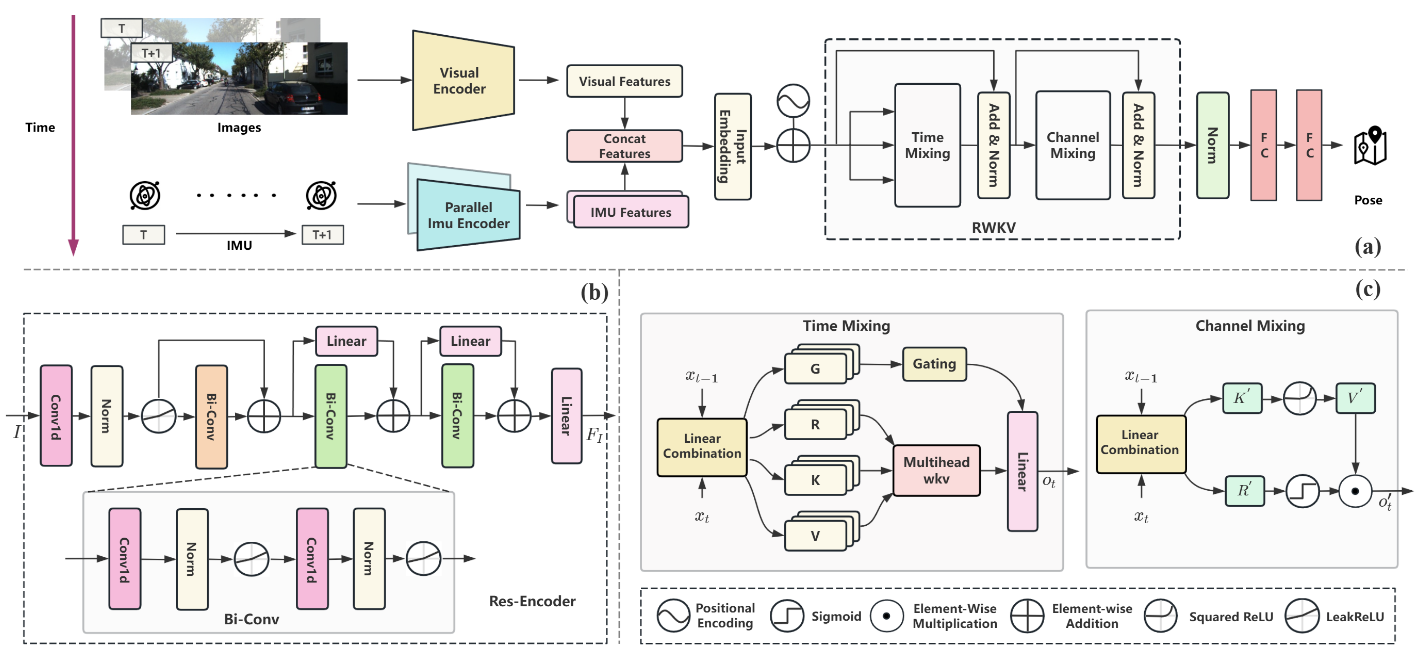 T
T+1
Images
Time
T
T+1
IMU
Visual
Encoder
Parallel
Imu Encoder
Visual Features
Concat
Features
IMU Features
Input
Embedding
Time
Mixing
Add & Norm
Channel
Mixing
Add & Norm
RWKV
Norm
FC
FC
Pose
(a)
(b)
I
Conv1d
Norm
Bi-Conv
Linear
Bi-Conv
Linear
Bi-Conv
Linear
F_I
Conv1d
Norm
Conv1d
Norm
Bi-Conv
Res-Encoder
(c)
Time Mixing
x_{t-1}
Linear
Combination
x_t
G
R
K
V
Gating
Multihead
wkv
Linear
o_t
Channel Mixing
x_{t-1}
Linear
Combination
x_t
K′
V′
R′
o′_t
Positional
Encoding
Sigmoid
Element-Wise
Multiplication
Element-wise
Addition
Squared ReLU
LeakReLU